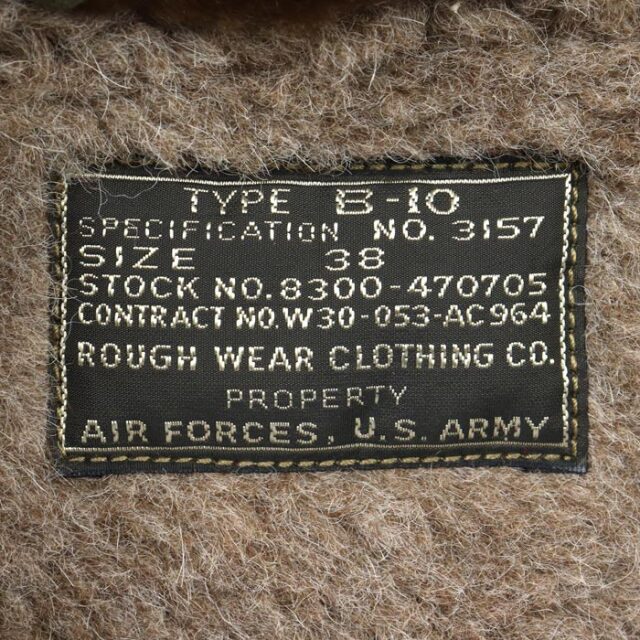 TYPE B-10
SPECIFICATION NO. 3157
SIZE 38
STOCK NO. 8300-470705
CONTRACT NO. W30-053-AC964
ROUGH WEAR CLOTHING CO.
PROPERTY
AIR FORCES, U.S. ARMY